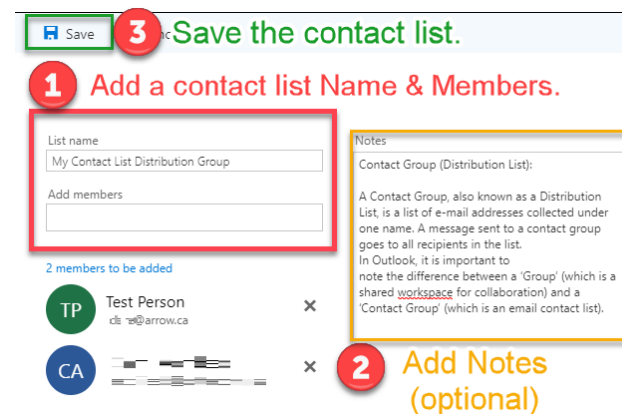 Save
3 Save the contact list.
1 Add a contact list Name & Members.
List name
My Contact List Distribution Group
Add members
2 members to be added
TP Test Person
@arrow.ca
CA
Notes
Contact Group (Distribution List):
A Contact Group, also known as a Distribution
List, is a list of e-mail addresses collected under
one name. A message sent to a contact group
goes to all recipients in the list.
In Outlook, it is important to
note the difference between a 'Group' (which is a
shared workspace for collaboration) and a
'Contact Group' (which is an email contact list).
2 Add Notes
(optional)